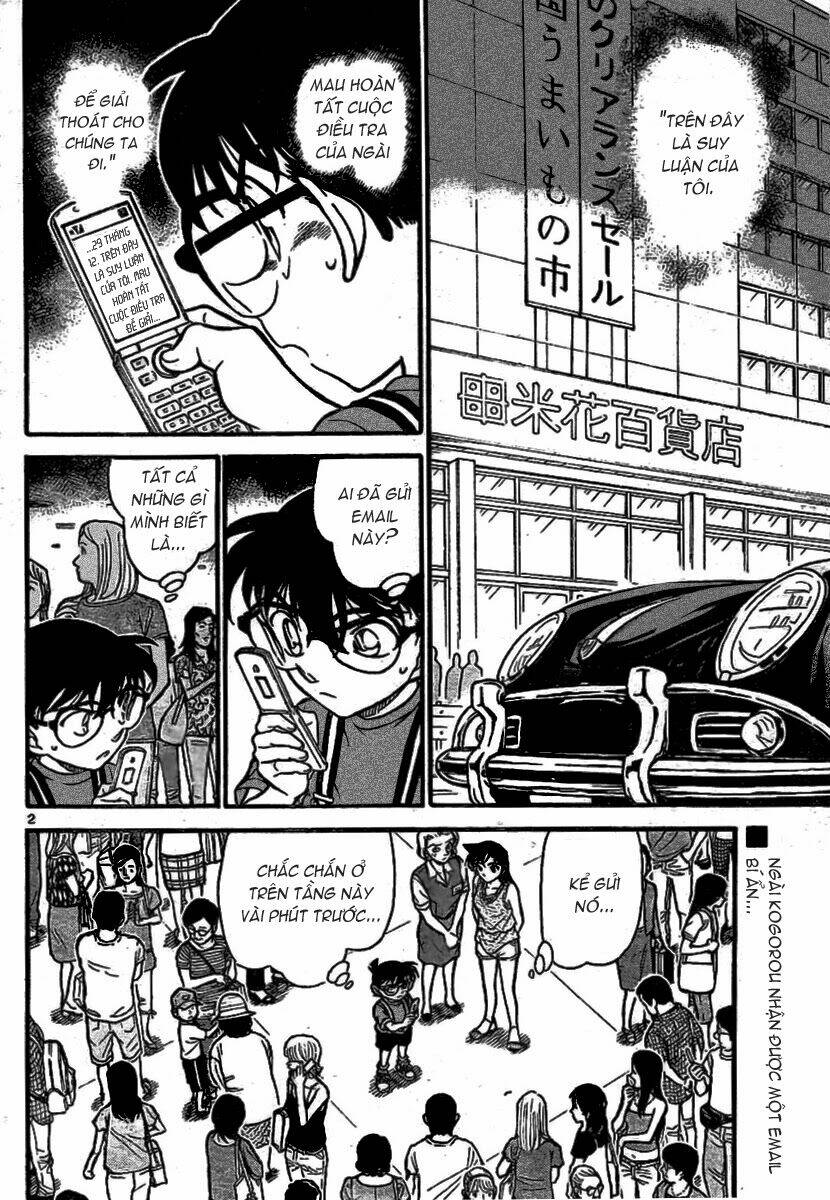 のクリアランスセール
国うまいもの市
田米花百貨店
"TRÊN ĐÂY
LÀ SUY
LUẬN CỦA
TÔI.
MAU HOÀN
TẤT CUỘC
ĐIỀU TRA
CỦA NGÀI
ĐỂ GIẢI
THOÁT CHO
CHÚNG TA
ĐI."
...29 THÁNG
12. TRÊN ĐÂY
LÀ SUY LUẬN
CỦA TÔI. MAU
HOÀN TẤT
CUỘC ĐIỀU TRA
ĐỂ GIẢI...
AI ĐÃ GỬI
EMAIL
NÀY?
TẤT CẢ
NHỮNG GÌ
MÌNH BIẾT
LÀ...
2
KẺ GỬI
NÓ...
CHẮC CHẮN Ở
TRÊN TẦNG NÀY
VÀI PHÚT TRƯỚC...
NGÀI KOGOROU NHẬN ĐƯỢC MỘT EMAIL
BÍ ẨN...